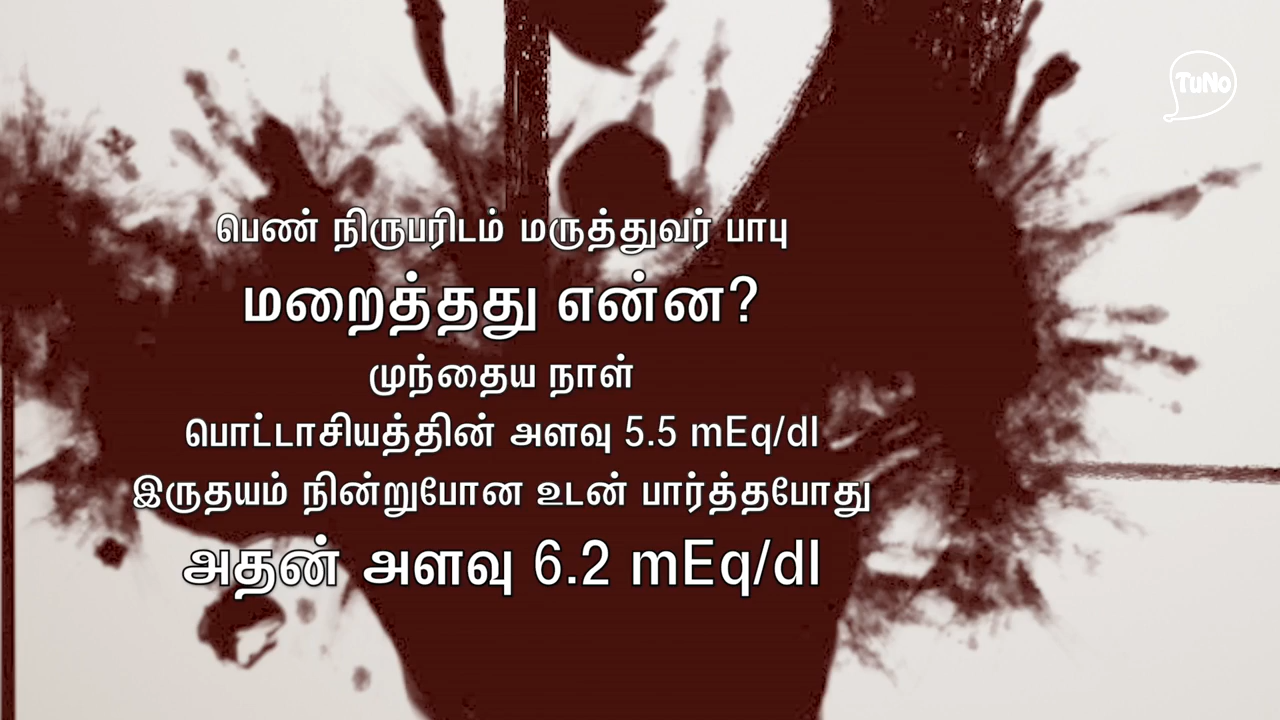 TuNo
பெண் நிருபரிடம் மருத்துவர் பாபு
மறைத்தது என்ன?
முந்தைய நாள்
பொட்டாசியத்தின் அளவு 5.5 mEq/dl
இருதயம் நின்றுபோன உடன் பார்த்தபோது
அதன் அளவு 6.2 mEq/dl